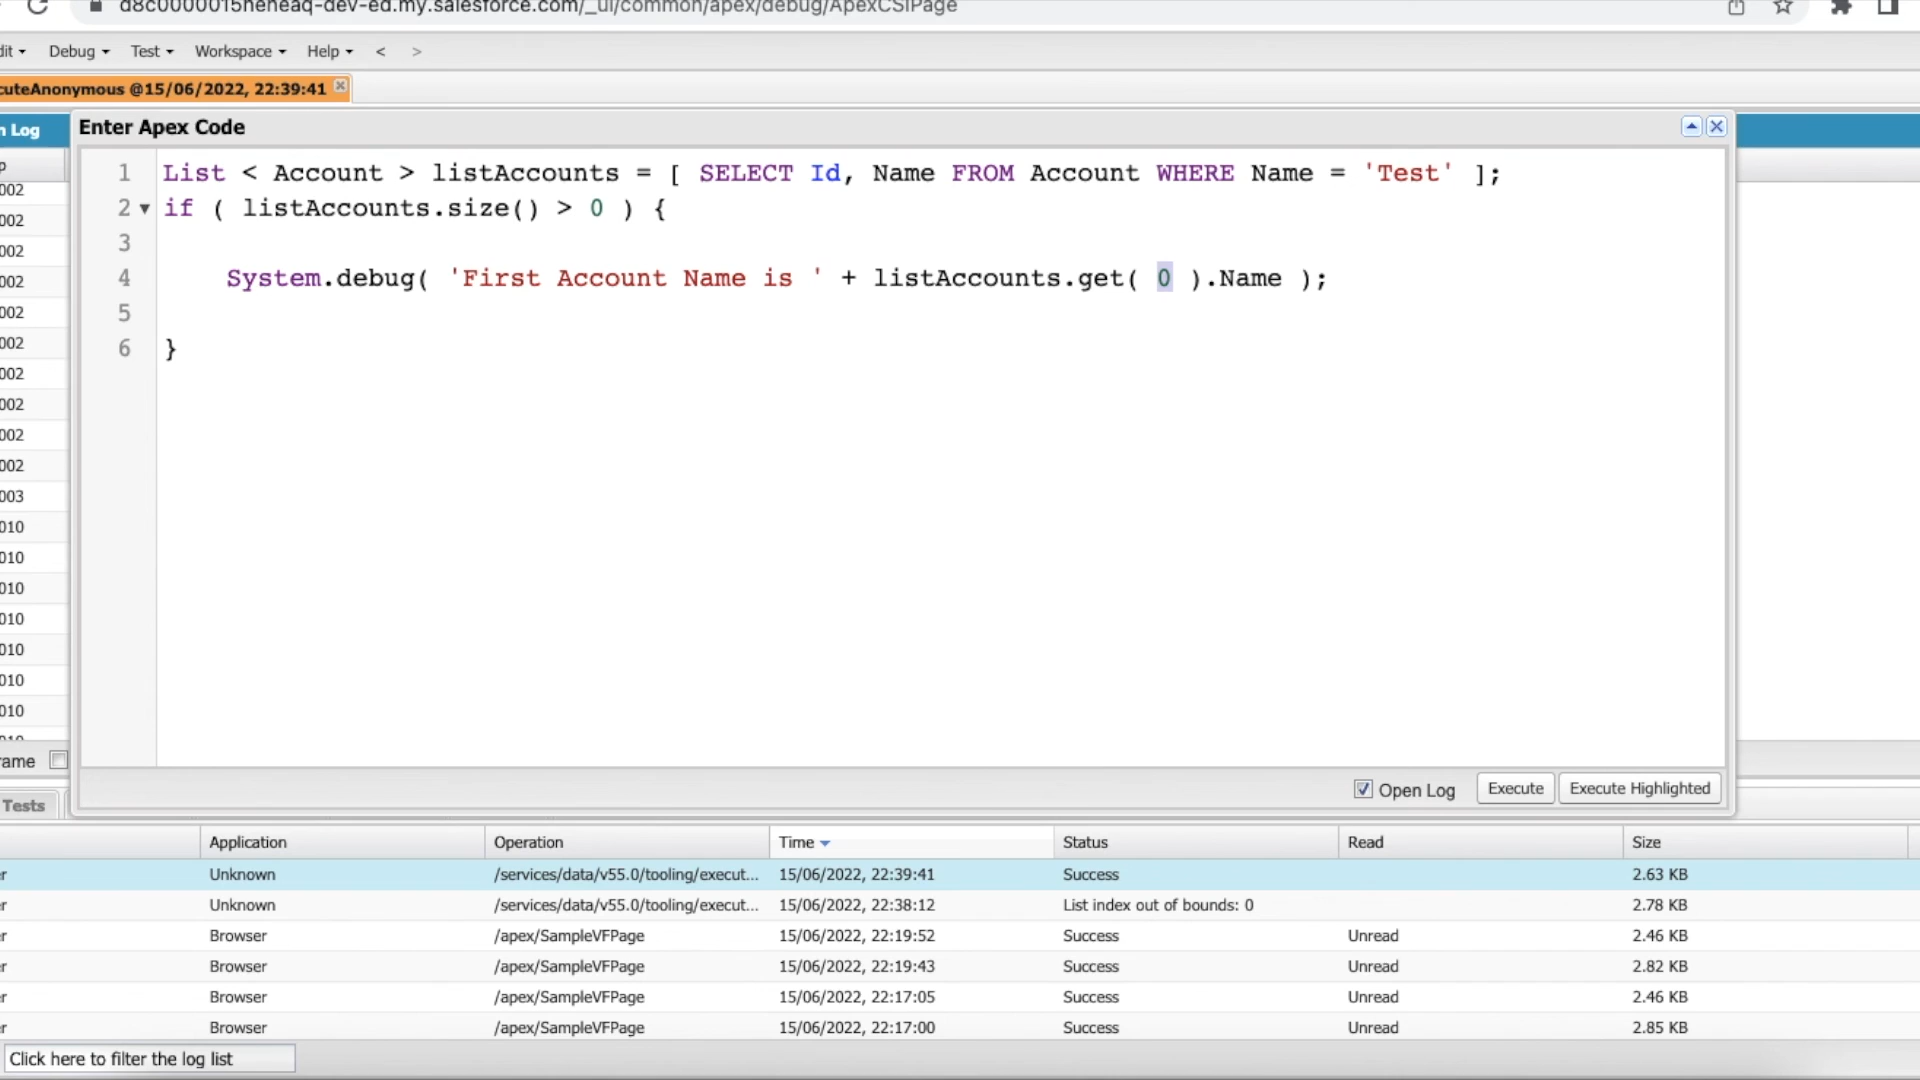 d8c0000015heneaq-dev-ed.my.salesforce.com/_ui/common/apex/debug/ApexCSIPage
dit Debug Test Workspace Help < >
cuteAnonymous @15/06/2022, 22:39:41
n Log
Enter Apex Code
p
1 List < Account > listAccounts = [ SELECT Id, Name FROM Account WHERE Name = 'Test' ];
2 if ( listAccounts.size() > 0 ) {
3
4 System.debug( 'First Account Name is ' + listAccounts.get( 0 ).Name );
5
6 }
002
002
002
002
002
002
002
002
002
002
003
010
010
010
010
010
010
010
010
rame
Open Log Execute Execute Highlighted
Tests
Application Operation Time Status Read Size
er Unknown /services/data/v55.0/tooling/execut... 15/06/2022, 22:39:41 Success 2.63 KB
er Unknown /services/data/v55.0/tooling/execut... 15/06/2022, 22:38:12 List index out of bounds: 0 2.78 KB
er Browser /apex/SampleVFPage 15/06/2022, 22:19:52 Success Unread 2.46 KB
er Browser /apex/SampleVFPage 15/06/2022, 22:19:43 Success Unread 2.82 KB
er Browser /apex/SampleVFPage 15/06/2022, 22:17:05 Success Unread 2.46 KB
er Browser /apex/SampleVFPage 15/06/2022, 22:17:00 Success Unread 2.85 KB
Click here to filter the log list